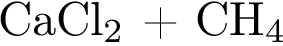 CaCl₂ + CH₄